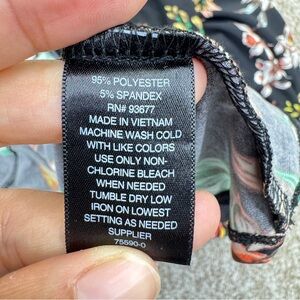 95% POLYESTER
5% SPANDEX
RN# 93677
MADE IN VIETNAM
MACHINE WASH COLD
WITH LIKE COLORS
USE ONLY NON-
CHLORINE BLEACH
WHEN NEEDED
TUMBLE DRY LOW
IRON ON LOWEST
SETTING AS NEEDED
SUPPLIER
75590-0